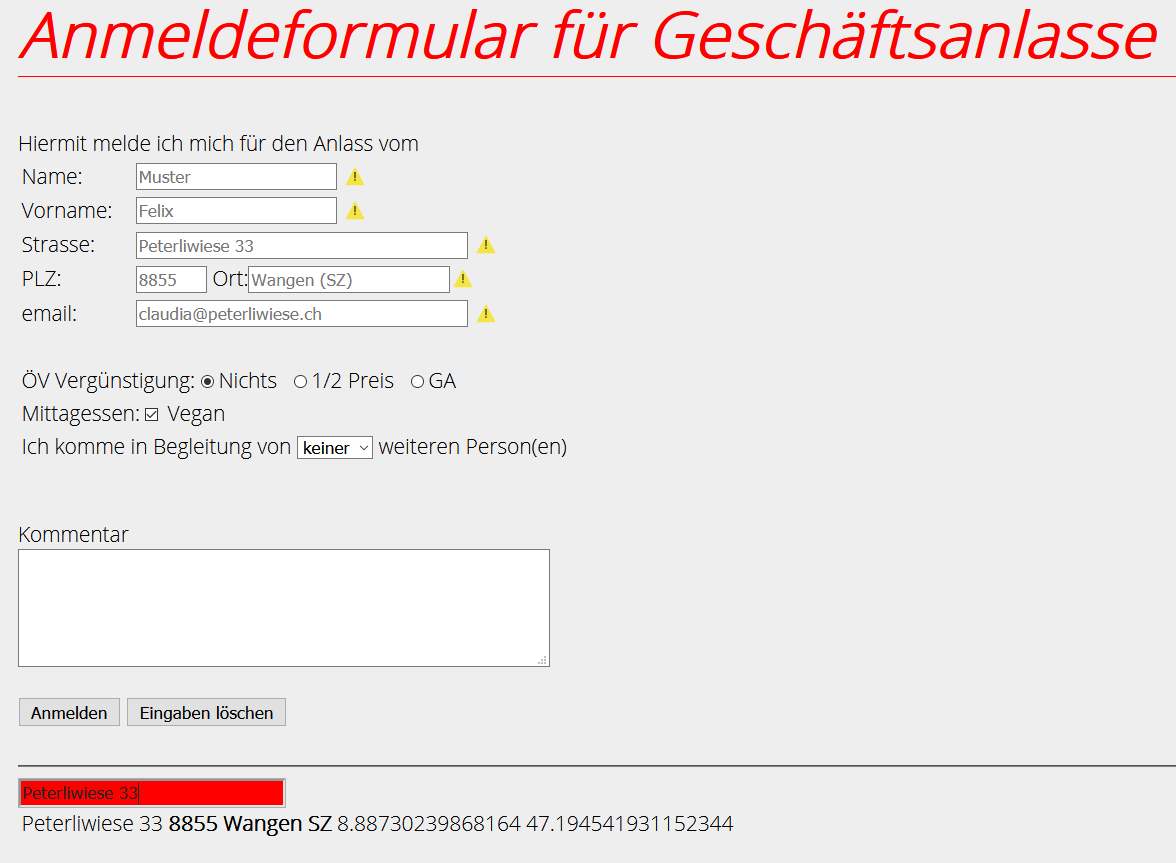 Anmeldeformular für Geschäftsanlasse
Hiermit melde ich mich für den Anlass vom
Name: Muster
Vorname: Felix
Strasse: Peterliwiese 33
PLZ: 8855 Ort: Wangen (SZ)
email: claudia@peterliwiese.ch
ÖV Vergünstigung: Nichts 1/2 Preis GA
Mittagessen: Vegan
Ich komme in Begleitung von keiner weiteren Person(en)
Kommentar
Anmelden Eingaben löschen
Peterliwiese 33
Peterliwiese 33 8855 Wangen SZ 8.88730239868164 47.194541931152344